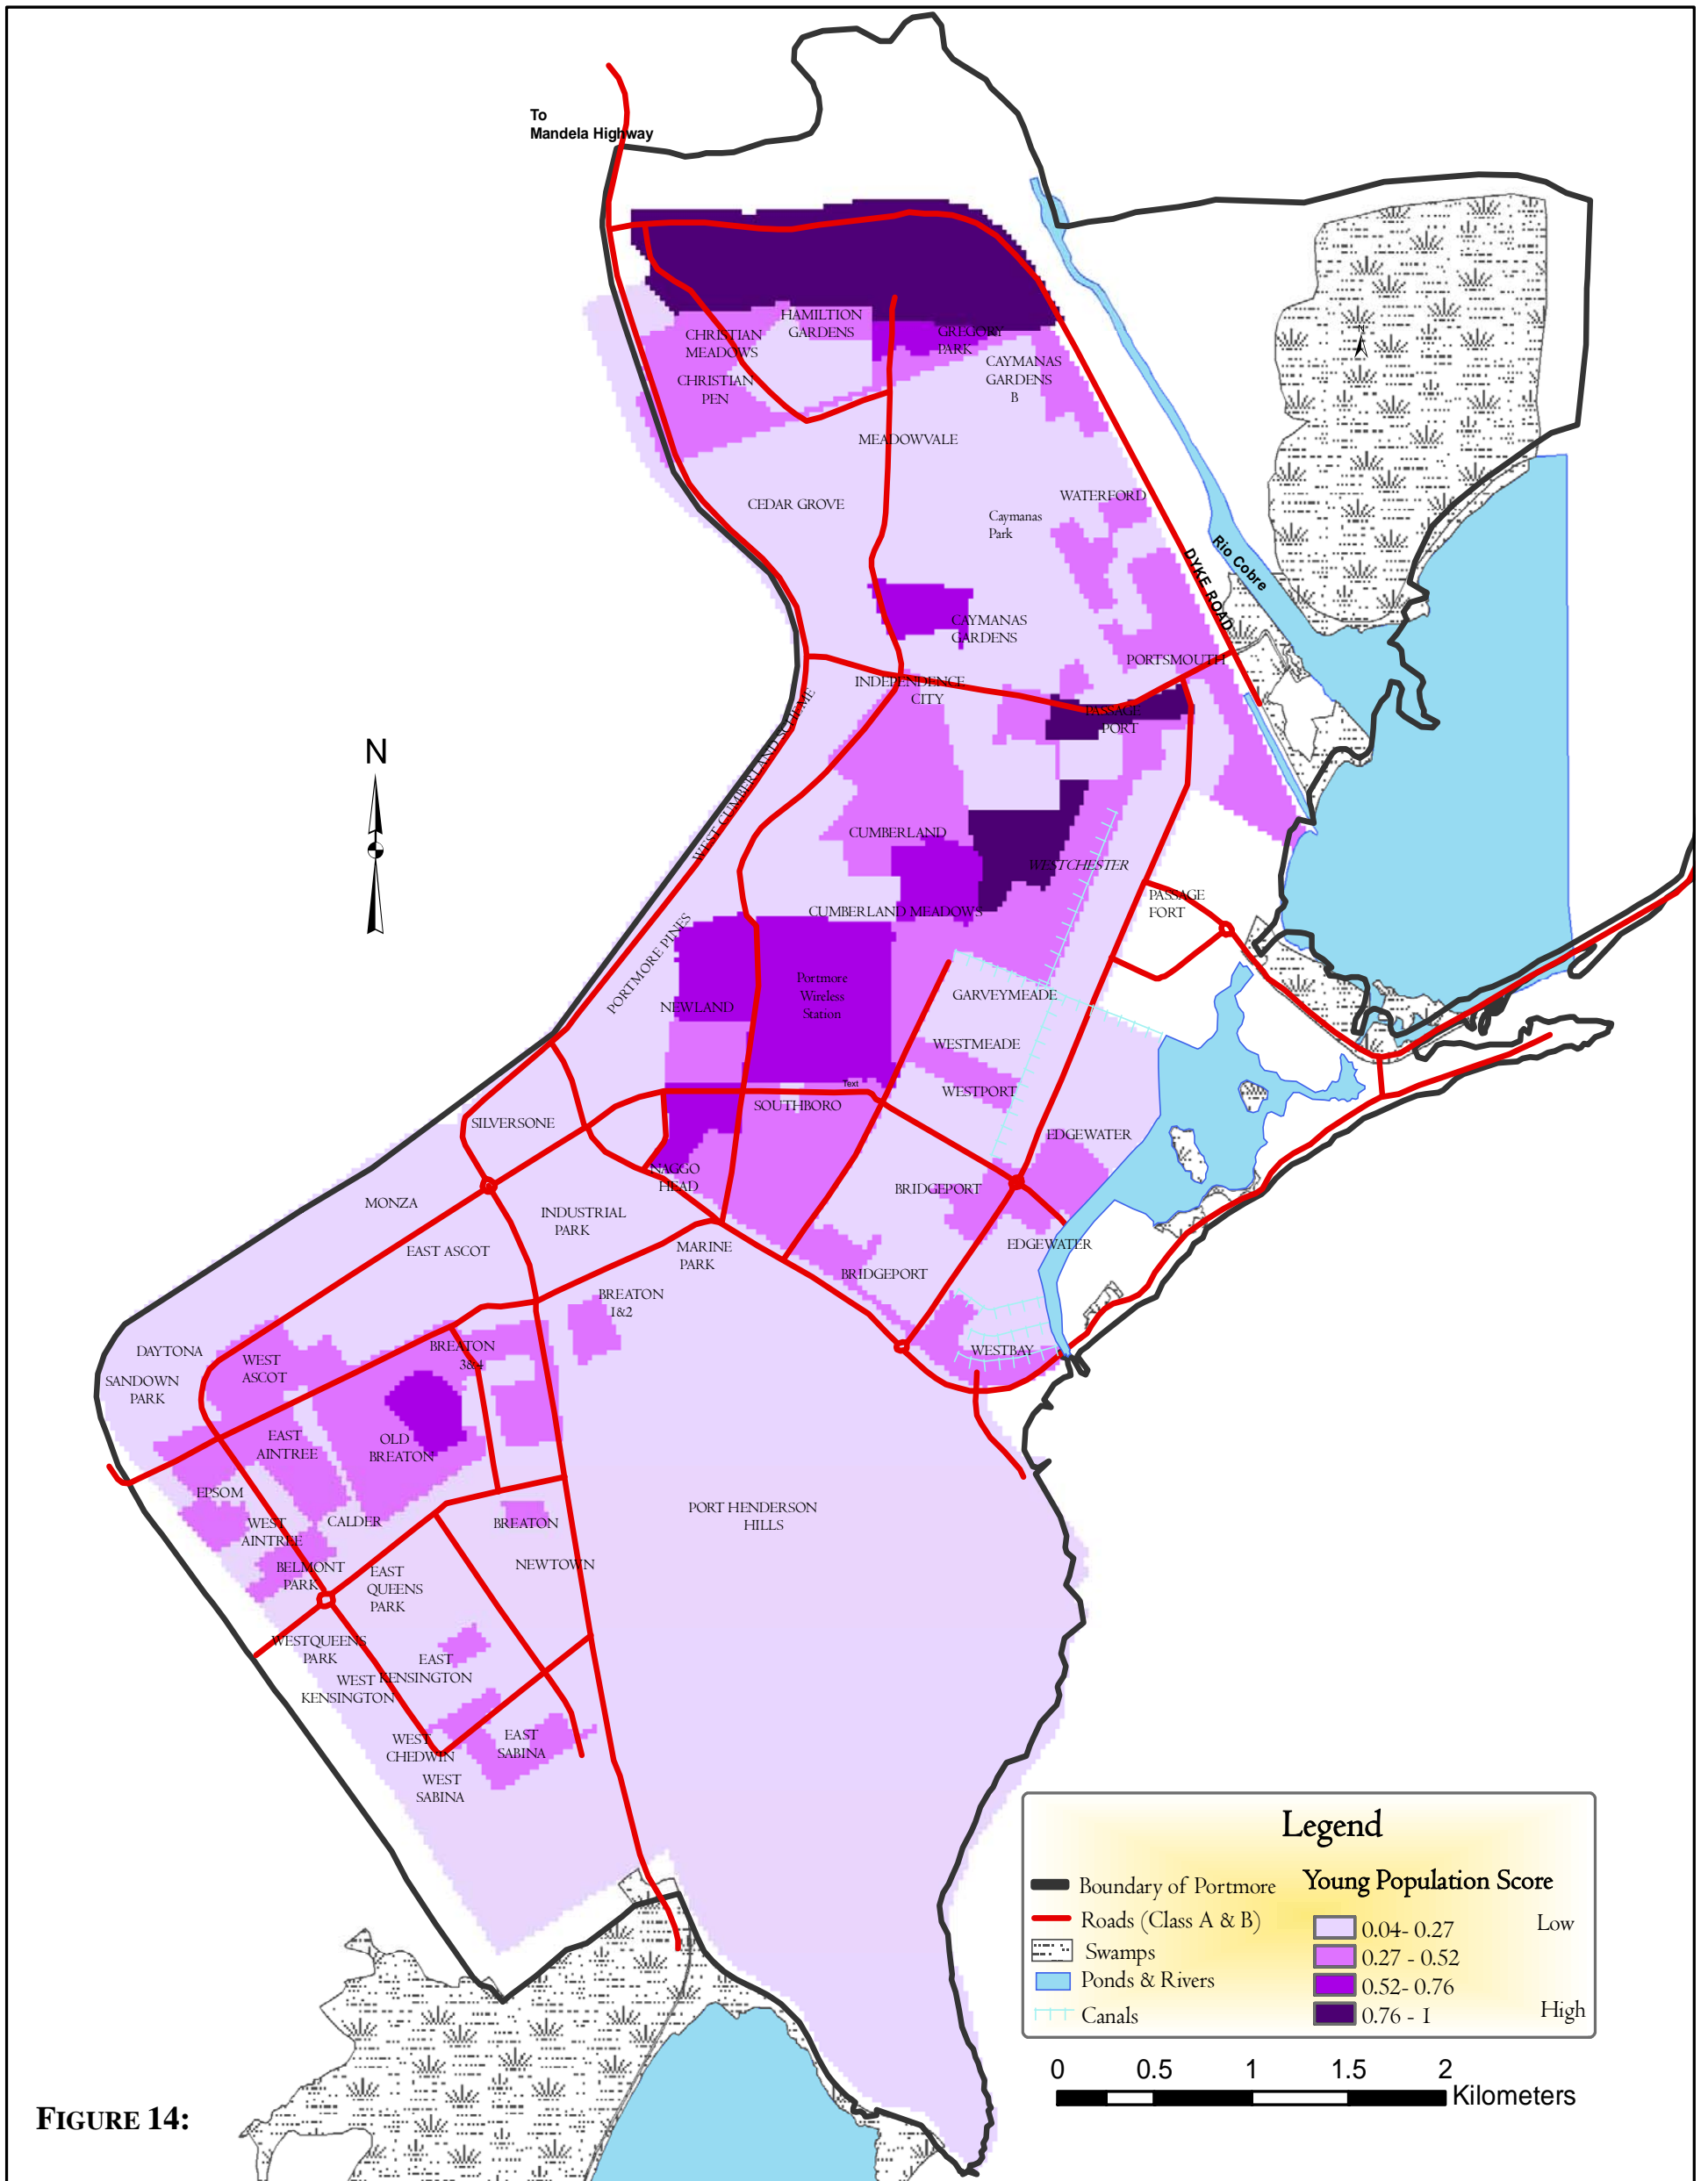 To
Mandela Highway
N
HAMILTION
GARDENS
CHRISTIAN
MEADOWS
GREGORY
PARK
CAYMANAS
GARDENS
B
CHRISTIAN
PEN
MEADOWVALE
CEDAR GROVE
WATERFORD
Caymanas
Park
Rio Cobre
DYKE ROAD
CAYMANAS
GARDENS
PORTSMOUTH
INDEPENDENCE
CITY
PASSAGE
PORT
WEST CUMBERLAND SCHEME
N
CUMBERLAND
WESTCHESTER
PASSAGE
FORT
CUMBERLAND MEADOWS
PORTMORE PINES
Portmore
Wireless
Station
NEWLAND
GARVEYMEADE
WESTMEADE
WESTPORT
Text
SOUTHBORO
SILVERSONE
EDGEWATER
NAGGO
HEAD
BRIDGEPORT
MONZA
INDUSTRIAL
PARK
EAST ASCOT
MARINE
PARK
EDGEWATER
BRIDGEPORT
BREATON
1&2
DAYTONA
WEST
ASCOT
BREATON
3&4
WESTBAY
SANDOWN
PARK
EAST
AINTREE
OLD
BREATON
EPSOM
WEST
AINTREE
CALDER
BREATON
PORT HENDERSON
HILLS
BELMONT
PARK
EAST
QUEENS
PARK
NEWTOWN
WESTQUEENS
PARK
EAST
KENSINGTON
WEST
KENSINGTON
WEST
CHEDWIN
EAST
SABINA
WEST
SABINA
Legend
Boundary of Portmore
Roads (Class A & B)
Swamps
Ponds & Rivers
Canals
Young Population Score
0.04- 0.27 Low
0.27 - 0.52
0.52- 0.76
0.76 - 1 High
0 0.5 1 1.5 2
Kilometers
FIGURE 14: